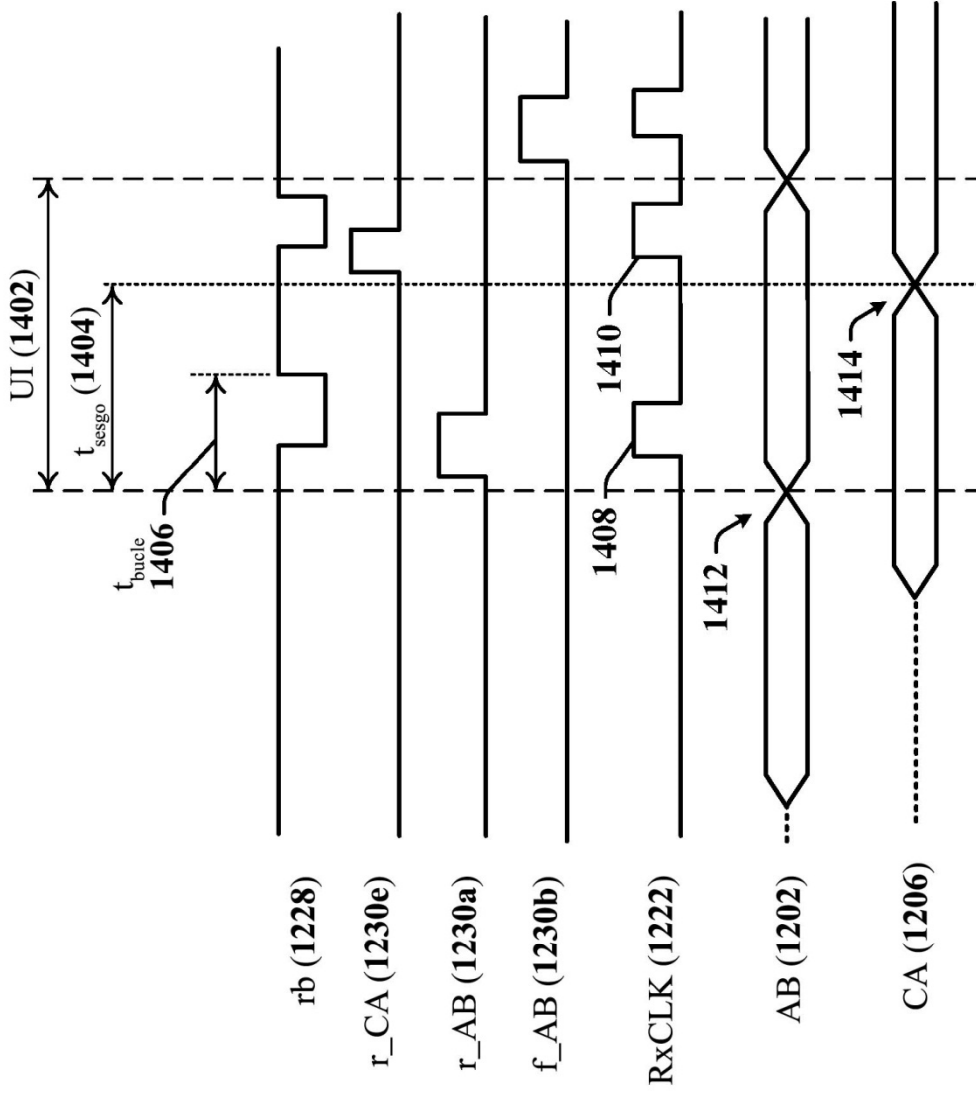 UI (1402)
t_sesgo (1404)
t_bucle
1406
rb (1228)
r_CA (1230e)
r_AB (1230a)
f_AB (1230b)
1408
1410
RxCLK (1222)
1412
AB (1202)
1414
CA (1206)